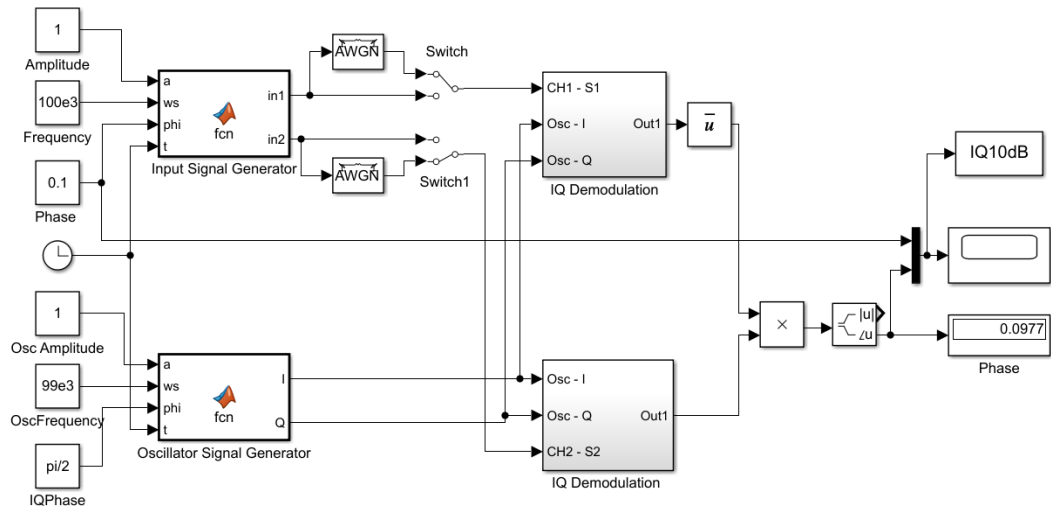 1
Amplitude
100e3
Frequency
0.1
Phase
a
ws
phi
t
fcn
in1
in2
Input Signal Generator
AWGN
Switch
AWGN
Switch1
CH1 - S1
Osc - I
Osc - Q
Out1
IQ Demodulation
u
IQ10dB
1
Osc Amplitude
99e3
OscFrequency
pi/2
IQPhase
a
ws
phi
t
fcn
I
Q
Oscillator Signal Generator
Osc - I
Osc - Q
CH2 - S2
Out1
IQ Demodulation
×
|u|
∠u
0.0977
Phase